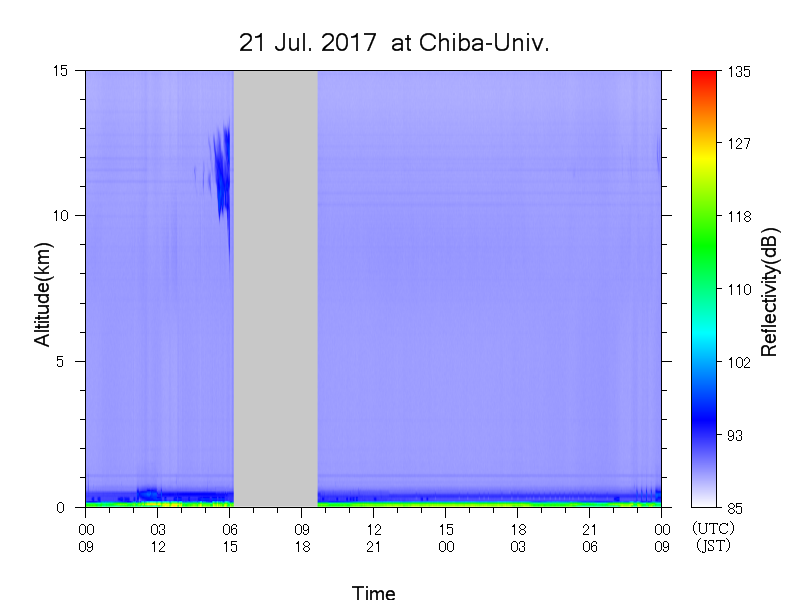 21 Jul. 2017 at Chiba-Univ.
15
10
5
0
Altitude(km)
00 03 06 09 12 15 18 21 00
09 12 15 18 21 00 03 06 09
Time
135
127
118
110
102
93
85
Reflectivity(dB)
(UTC)
(JST)